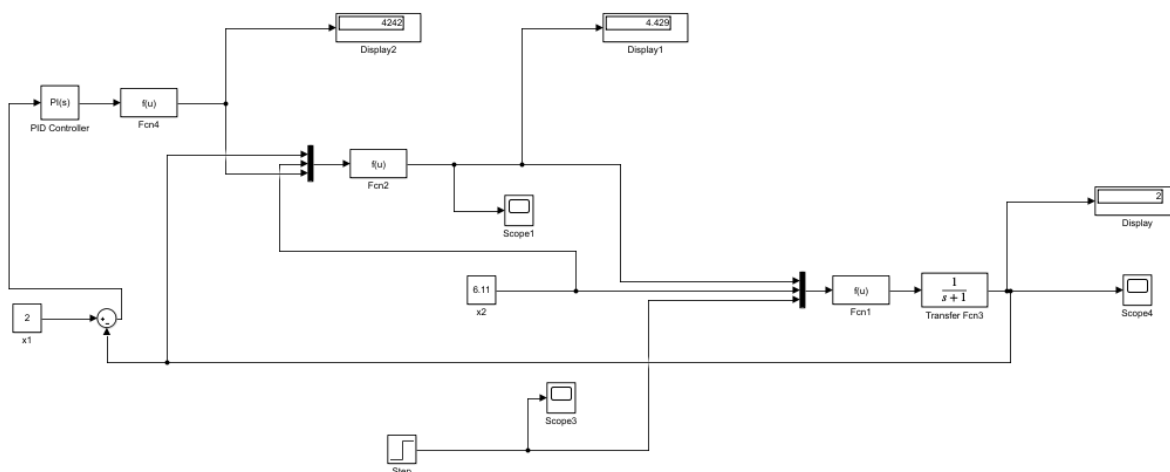 4242
Display2
4.429
Display1
PI(s)
PID Controller
f(u)
Fcn4
f(u)
Fcn2
Scope1
2
Display
6.11
x2
f(u)
Fcn1
1
s + 1
Transfer Fcn3
Scope4
2
x1
+
-
Scope3
Step